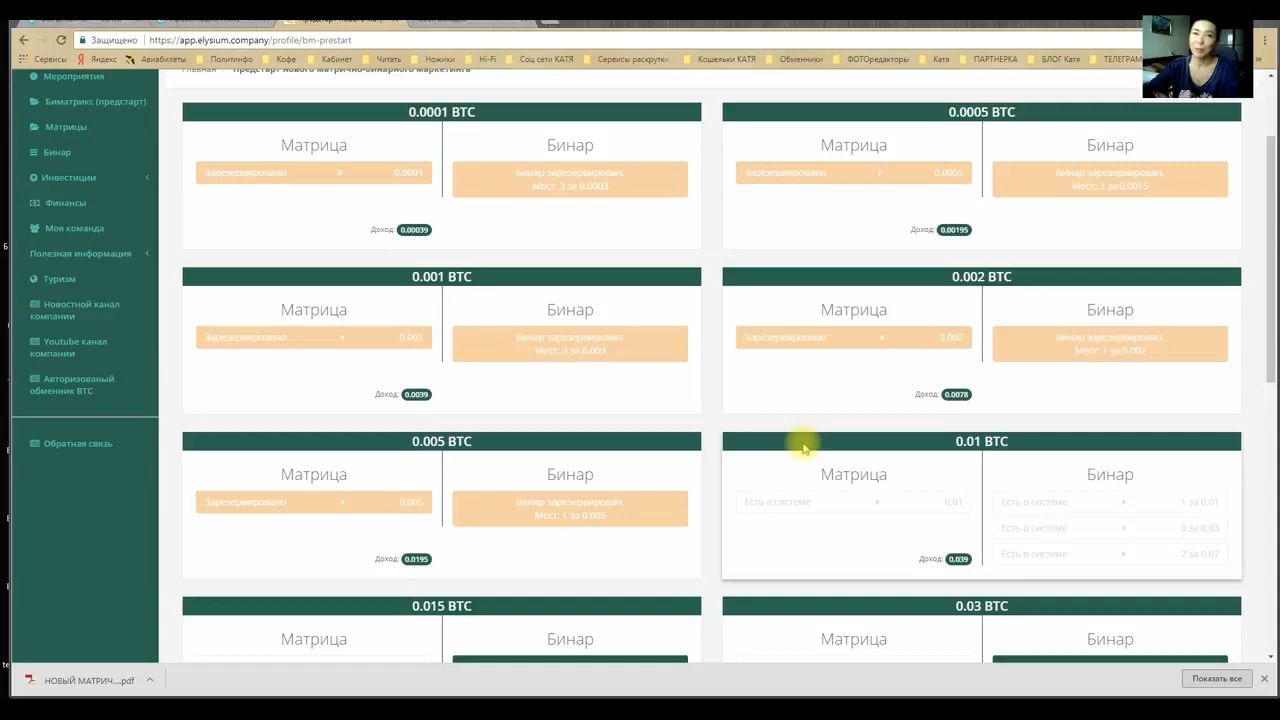 Защищено https://app.elysium.company/profile/bm-prestart
Сервисы Яндекс Авиабилеты Политинфо Кофе Кабинет Читать Ножики Hi-Fi Соц сети КАТЯ Сервисы раскрутки Кошельки КАТЯ Обменники ФОТОредакторы Катя ПАРТНЕРКА БЛОГ Катя ТЕЛЕГРАМ »
Главная Предстарт нового матрично-бинарного маркетинга
Мероприятия
Биматрикс (предстарт)
Матрицы
Бинар
Инвестиции
Финансы
Моя команда
Полезная информация
Туризм
Новостной канал
компании
Youtube канал
компании
Авторизованый
обменник BTC
Обратная связь
0.0001 BTC
Матрица Бинар
Зарезервировано 0.0001
Бинар зарезервирован.
Мест: 3 за 0.0003
Доход: 0.00039
0.0005 BTC
Матрица Бинар
Зарезервировано 0.0005
Бинар зарезервирован.
Мест: 3 за 0.0015
Доход: 0.00195
0.001 BTC
Матрица Бинар
Зарезервировано 0.001
Бинар зарезервирован.
Мест: 3 за 0.003
Доход: 0.0039
0.002 BTC
Матрица Бинар
Зарезервировано 0.002
Бинар зарезервирован.
Мест: 1 за 0.002
Доход: 0.0078
0.005 BTC
Матрица Бинар
Зарезервировано 0.005
Бинар зарезервирован.
Мест: 1 за 0.005
Доход: 0.0195
0.01 BTC
Матрица Бинар
Есть в системе 0.01
Есть в системе 1 за 0.01
Есть в системе 3 за 0.03
Есть в системе 7 за 0.07
Доход: 0.039
0.015 BTC
Матрица Бинар
0.03 BTC
Матрица Бинар
НОВЫЙ МАТРИЧ....pdf
Показать все